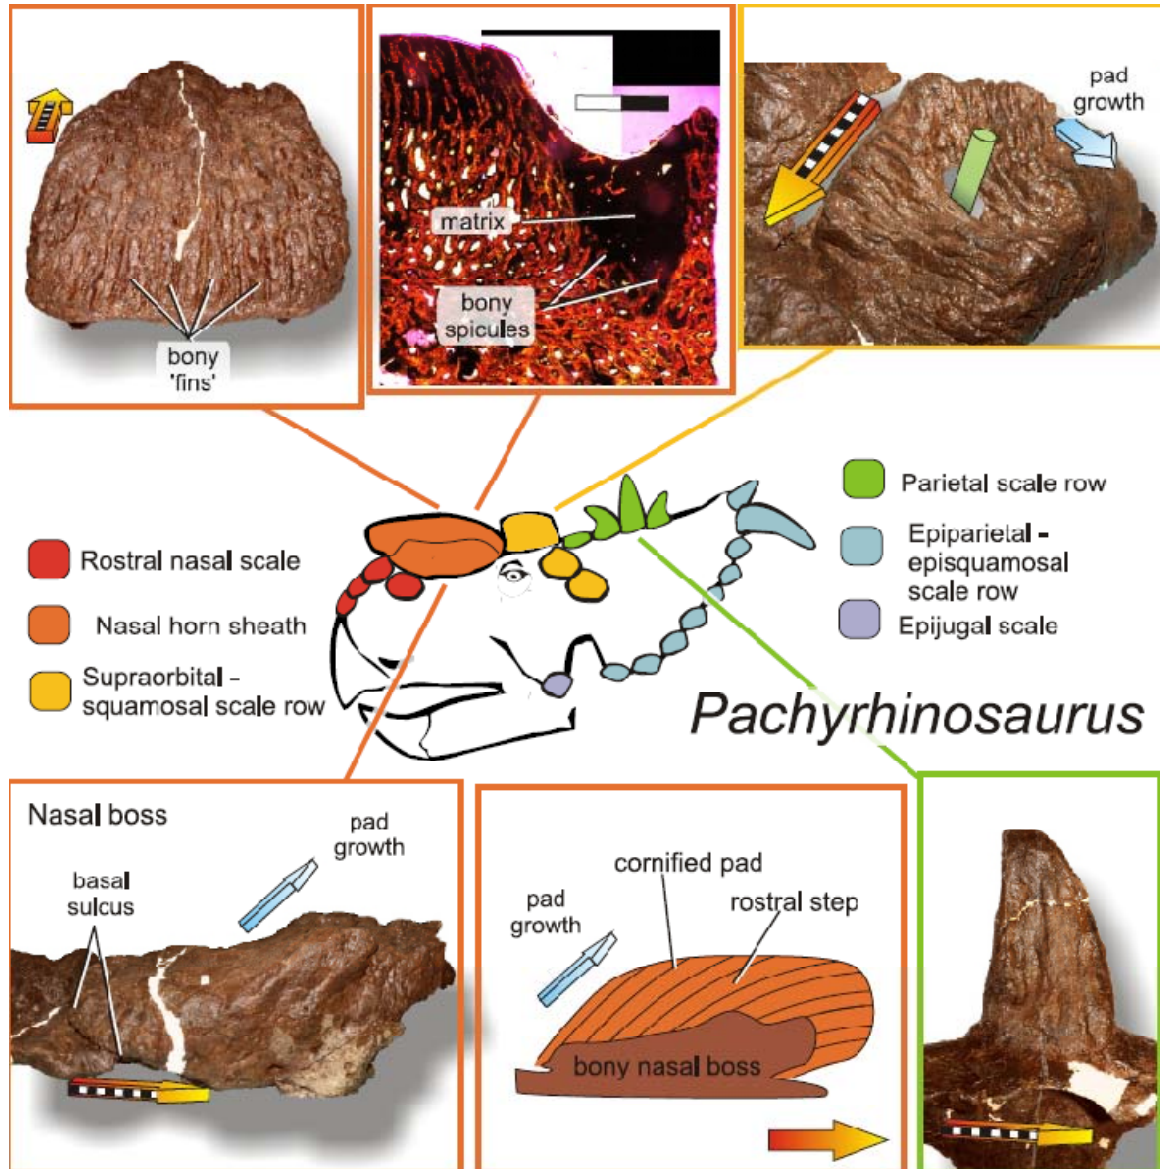 pad
growth
matrix
bony
spicules
bony
'fins'
Rostral nasal scale
Nasal horn sheath
Supraorbital –
squamosal scale row
Parietal scale row
Epiparietal –
episquamosal
scale row
Epijugal scale
Pachyrhinosaurus
Nasal boss
pad
growth
basal
sulcus
cornified pad
rostral step
pad
growth
bony nasal boss